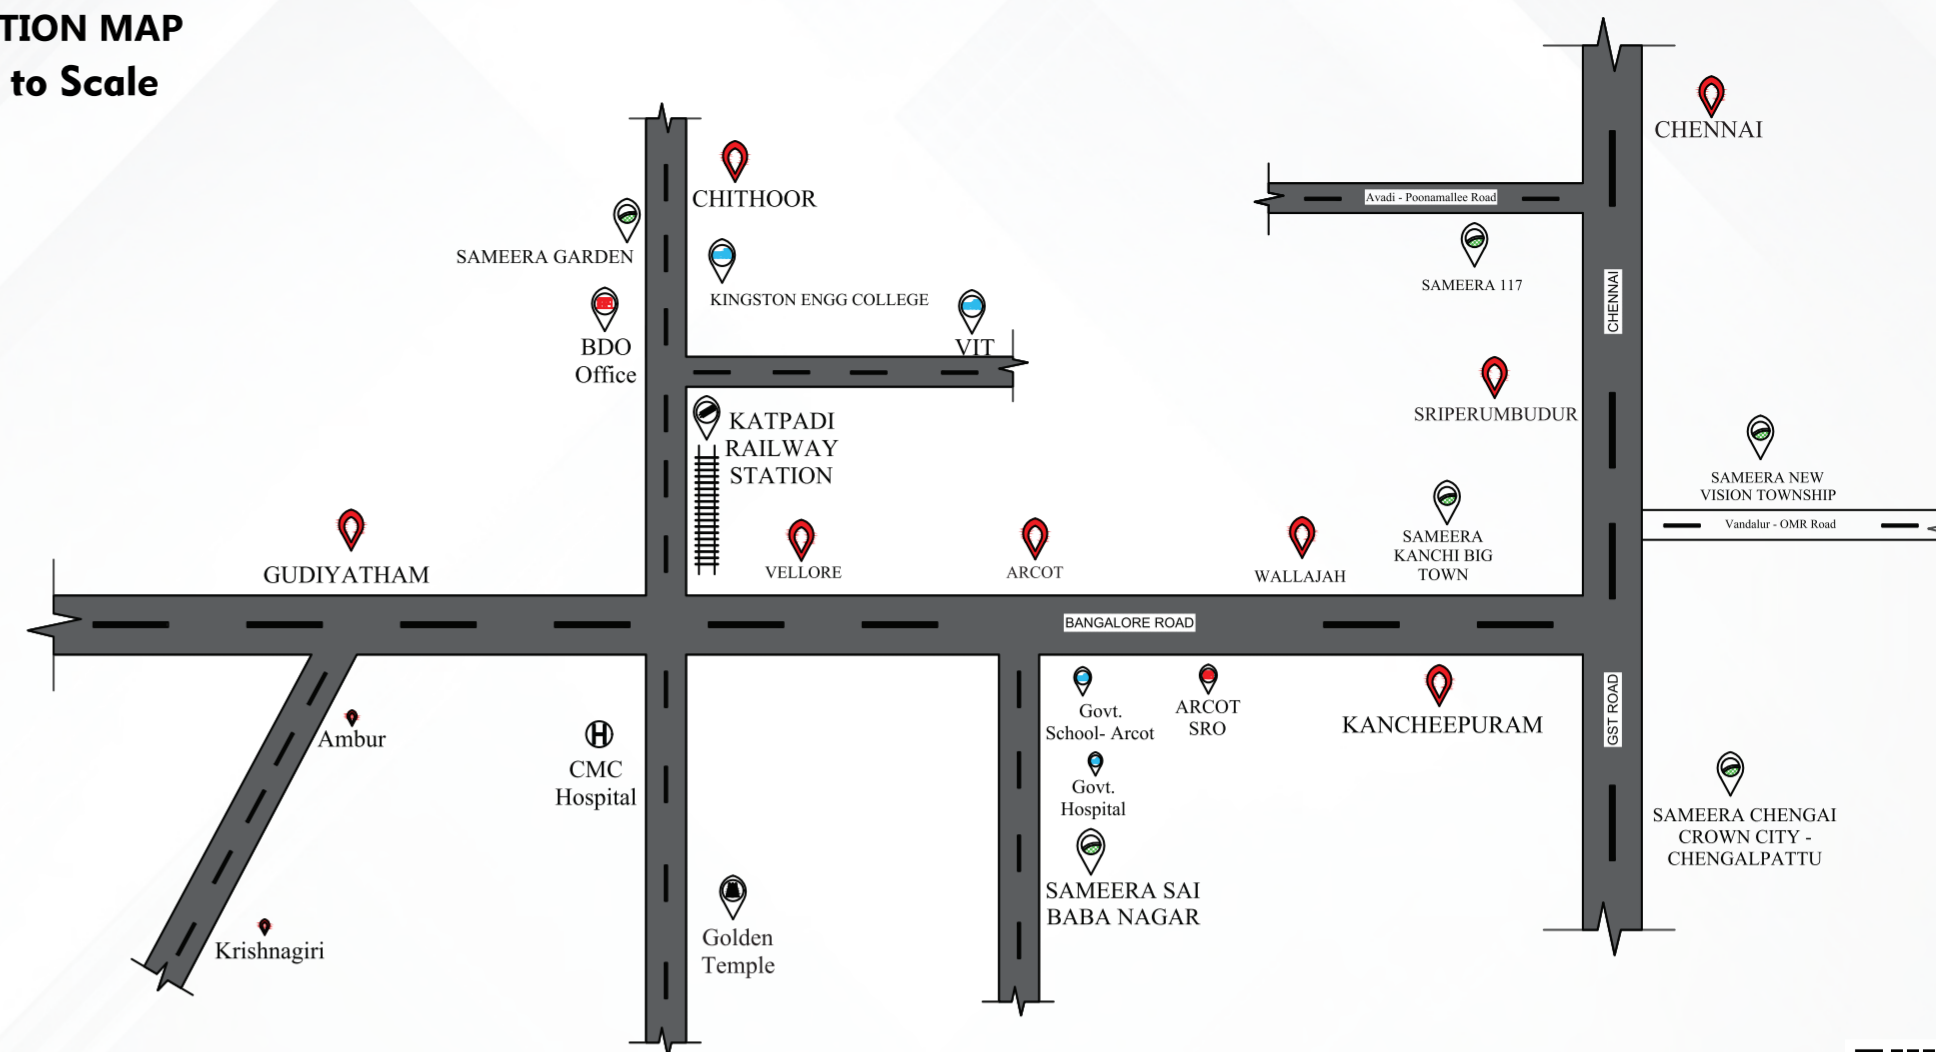 TION MAP
to Scale
CHENNAI
CHITHOOR
Avadi - Poonamallee Road
SAMEERA GARDEN
KINGSTON ENGG COLLEGE
SAMEERA 117
CHENNAI
BDO
Office
VIT
SRIPERUMBUDUR
KATPADI
RAILWAY
STATION
SAMEERA NEW
VISION TOWNSHIP
Vandalur - OMR Road
SAMEERA
KANCHI BIG
TOWN
GUDIYATHAM
VELLORE
ARCOT
WALLAJAH
BANGALORE ROAD
GST ROAD
Ambur
Govt.
School- Arcot
ARCOT
SRO
KANCHEEPURAM
CMC
Hospital
Govt.
Hospital
SAMEERA CHENGAI
CROWN CITY -
CHENGALPATTU
SAMEERA SAI
BABA NAGAR
Krishnagiri
Golden
Temple